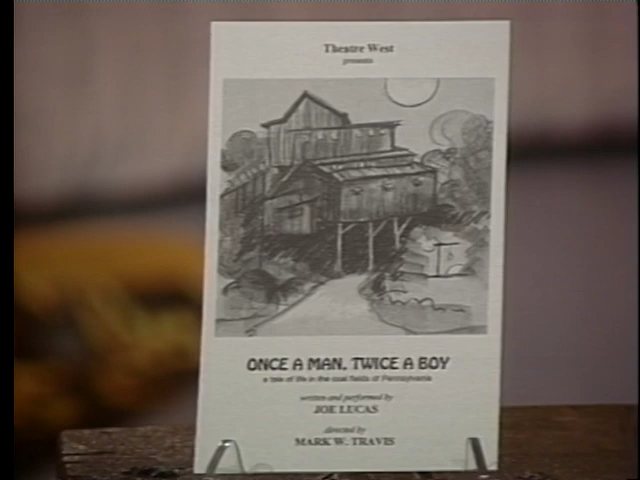 Theatre West
presents
ONCE A MAN, TWICE A BOY
a tale of life in the coal fields of Pennsylvania
written and performed by
JOE LUCAS
directed by
MARK W. TRAVIS